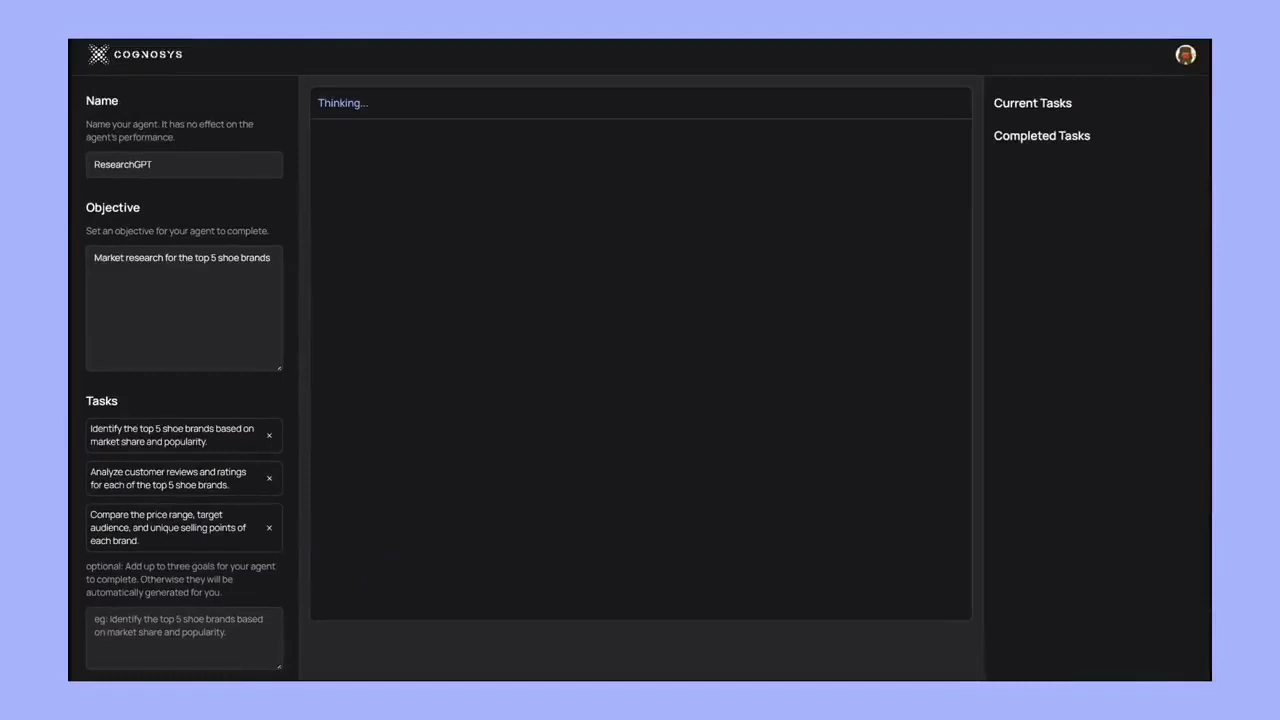 COGNOSYS
Name
Name your agent. It has no effect on the
agent's performance.
ResearchGPT
Objective
Set an objective for your agent to complete.
Market research for the top 5 shoe brands
Tasks
Identify the top 5 shoe brands based on
market share and popularity.
×
Analyze customer reviews and ratings
for each of the top 5 shoe brands.
×
Compare the price range, target
audience, and unique selling points of
each brand.
×
optional: Add up to three goals for your agent
to complete. Otherwise they will be
automatically generated for you.
eg: Identify the top 5 shoe brands based
on market share and popularity.
Thinking...
Current Tasks
Completed Tasks